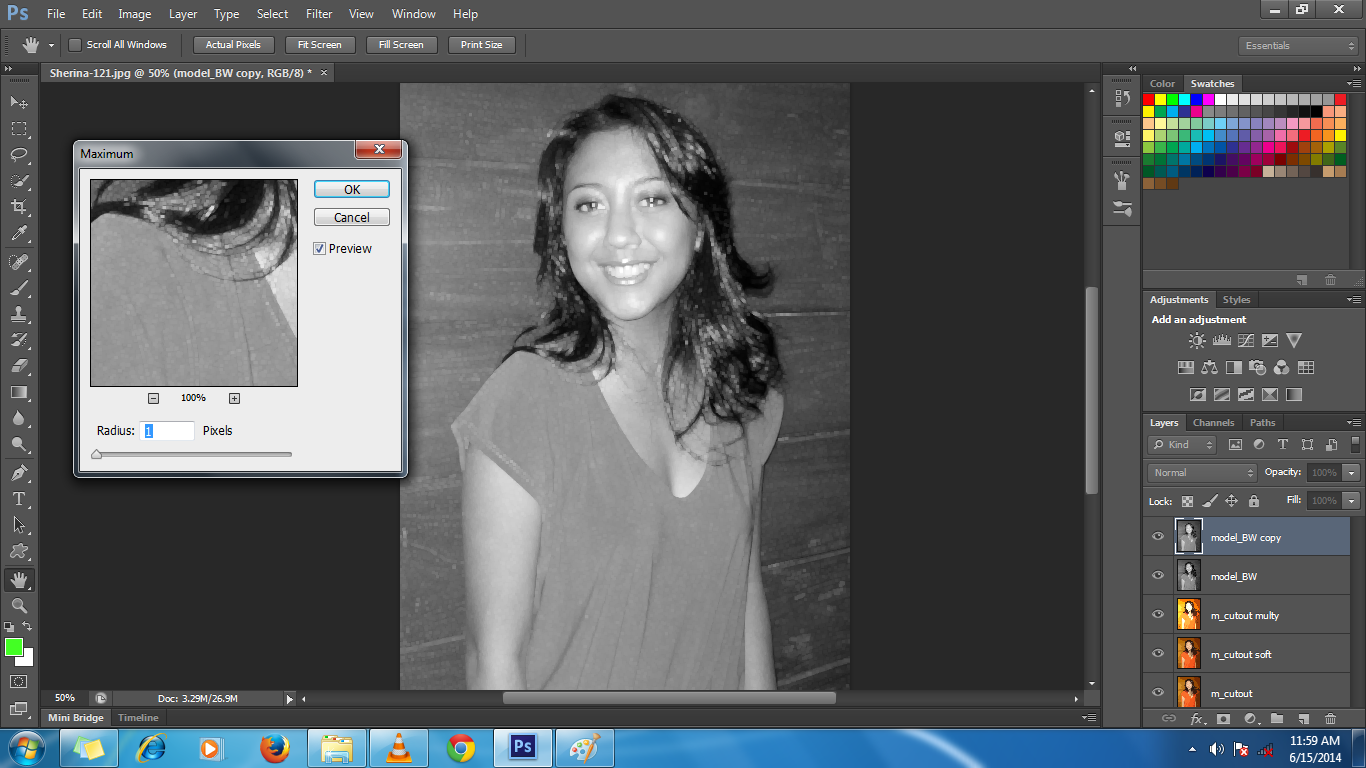 Ps File Edit Image Layer Type Select Filter View Window Help
Scroll All Windows Actual Pixels Fit Screen Fill Screen Print Size Essentials
Sherina-121.jpg @ 50% (model_BW copy, RGB/8) * ×
Color Swatches
Maximum
OK
Cancel
Preview
100%
Radius: 1 Pixels
Adjustments Styles
Add an adjustment
Layers Channels Paths
Kind
Normal Opacity: 100%
Lock: Fill: 100%
model_BW copy
model_BW
m_cutout multy
m_cutout soft
m_cutout
fx
50% Doc: 3.29M/26.9M
Mini Bridge Timeline
Ps
11:59 AM
6/15/2014